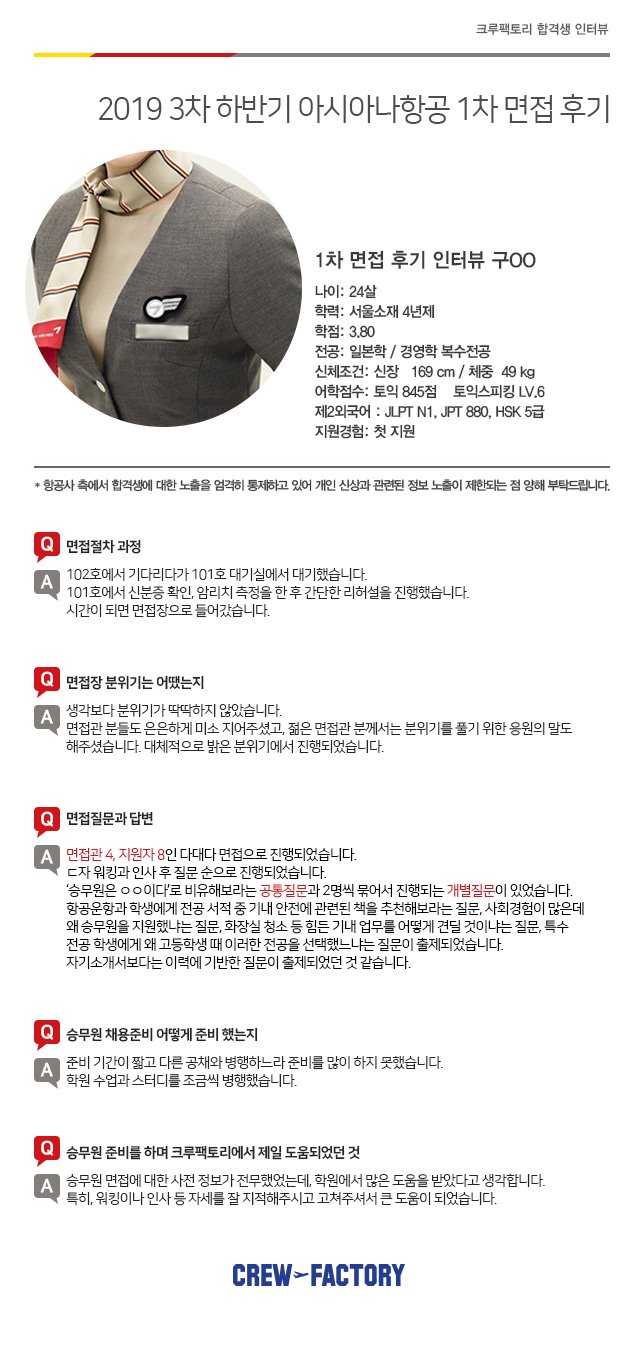 크루팩토리 합격생 인터뷰
2019 3차 하반기 아시아나항공 1차 면접 후기
1차 면접 후기 인터뷰 구OO
나이: 24살
학력: 서울소재 4년제
학점: 3.80
전공: 일본학 / 경영학 복수전공
신체조건: 신장 169 cm / 체중 49 kg
어학점수: 토익 845점 토익스피킹 LV.6
제2외국어 : JLPT N1, JPT 880, HSK 5급
지원경험: 첫 지원
* 항공사 측에서 합격생에 대한 노출을 엄격히 통제하고 있어 개인 신상과 관련된 정보 노출이 제한되는 점 양해 부탁드립니다.
Q 면접절차 과정
A 102호에서 기다리다가 101호 대기실에서 대기했습니다.
101호에서 신분증 확인, 암리치 측정을 한 후 간단한 리허설을 진행했습니다.
시간이 되면 면접장으로 들어갔습니다.
Q 면접장 분위기는 어땠는지
A 생각보다 분위기가 딱딱하지 않았습니다.
면접관 분들도 은은하게 미소 지어주셨고, 젊은 면접관 분께서는 분위기를 풀기 위한 응원의 말도
해주셨습니다. 대체적으로 밝은 분위기에서 진행되었습니다.
Q 면접질문과 답변
A 면접관 4, 지원자 8인 다대다 면접으로 진행되었습니다.
ㄷ자 워킹과 인사 후 질문 순으로 진행되었습니다.
‘승무원은 ㅇㅇ이다’로 비유해보라는 공통질문과 2명씩 묶어서 진행되는 개별질문이 있었습니다.
항공운항과 학생에게 전공 서적 중 기내 안전에 관련된 책을 추천해보라는 질문, 사회경험이 많은데
왜 승무원을 지원했냐는 질문, 화장실 청소 등 힘든 기내 업무를 어떻게 견딜 것이냐는 질문, 특수
전공 학생에게 왜 고등학생 때 이러한 전공을 선택했느냐는 질문이 출제되었습니다.
자기소개서보다는 이력에 기반한 질문이 출제되었던 것 같습니다.
Q 승무원 채용준비 어떻게 준비 했는지
A 준비 기간이 짧고 다른 공채와 병행하느라 준비를 많이 하지 못했습니다.
학원 수업과 스터디를 조금씩 병행했습니다.
Q 승무원 준비를 하며 크루팩토리에서 제일 도움되었던 것
A 승무원 면접에 대한 사전 정보가 전무했었는데, 학원에서 많은 도움을 받았다고 생각합니다.
특히, 워킹이나 인사 등 자세를 잘 지적해주시고 고쳐주셔서 큰 도움이 되었습니다.
CREW FACTORY